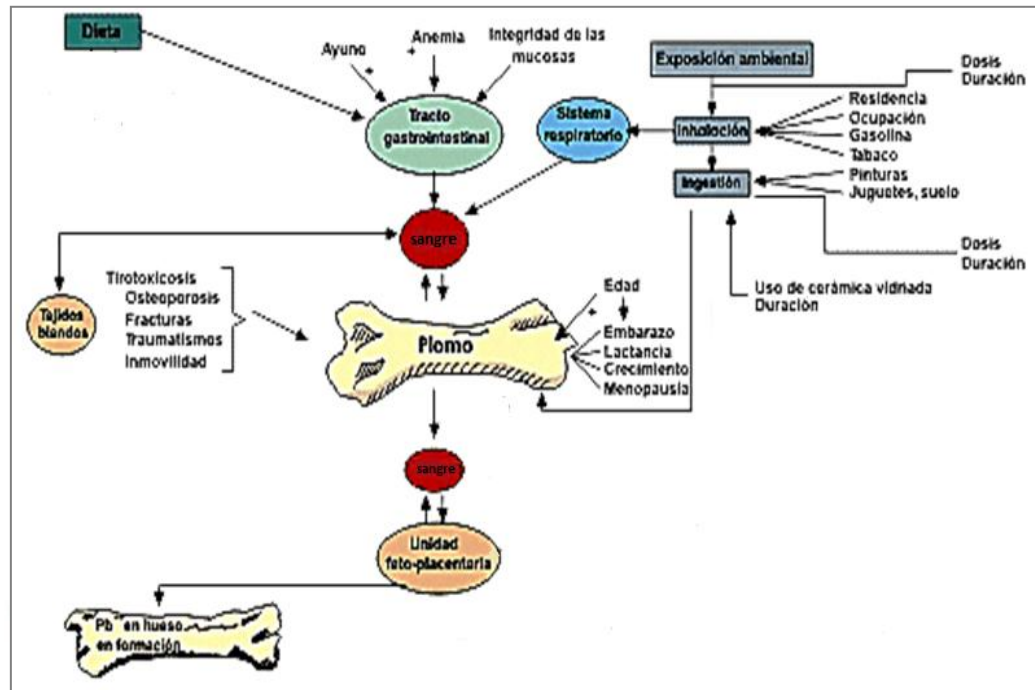 Dieta
Ayuno
+
Anemia
+
Integridad de las
mucosas
Exposición ambiental
Dosis
Duración
Tracto
gastrointestinal
Sistema
respiratorio
Inhalación
Residencia
Ocupación
Gasolina
Tabaco
Ingestión
Pinturas
Juguetes, suelo
sangre
Dosis
Duración
Uso de cerámica vidriada
Duración
Tejidos
blandos
Tirotoxicosis
Osteoporosis
Fracturas
Traumatismos
Inmovilidad
Plomo
Edad
+
Embarazo
Lactancia
Crecimiento
Menopausia
sangre
Unidad
feto-placentaria
Pb en hueso
en formación